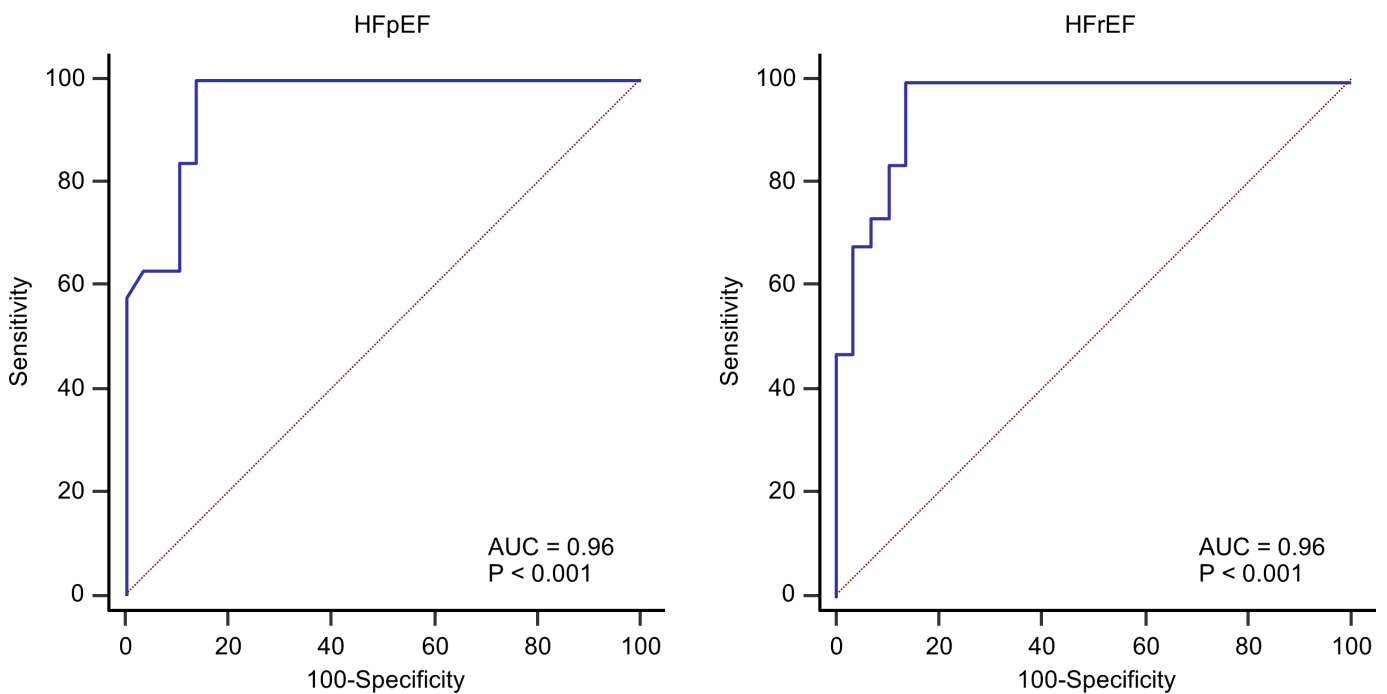 HFpEF
100
80
60
40
20
0
Sensitivity
AUC = 0.96
P < 0.001
0 20 40 60 80 100
100-Specificity
HFrEF
100
80
60
40
20
0
Sensitivity
AUC = 0.96
P < 0.001
0 20 40 60 80 100
100-Specificity